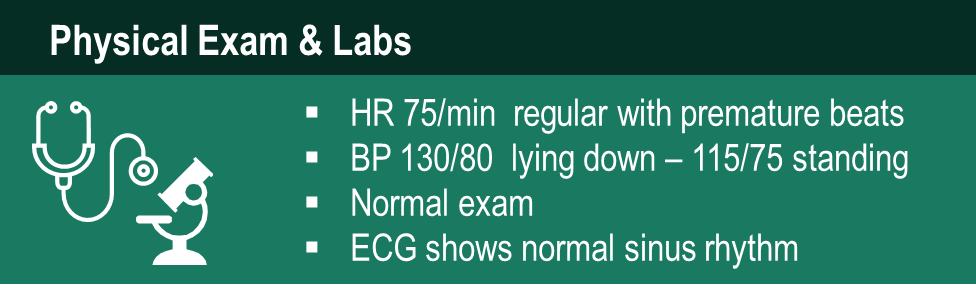 Physical Exam & Labs
▪ HR 75/min  regular with premature beats
▪ BP 130/80  lying down – 115/75 standing
▪ Normal exam
▪ ECG shows normal sinus rhythm